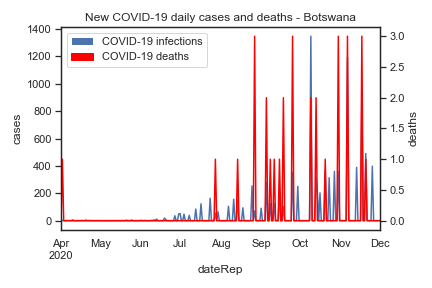 New COVID-19 daily cases and deaths - Botswana
COVID-19 infections
COVID-19 deaths
1400
1200
1000
800
600
400
200
0
cases
3.0
2.5
2.0
1.5
1.0
0.5
0.0
deaths
Apr May Jun Jul Aug Sep Oct Nov Dec
2020
dateRep